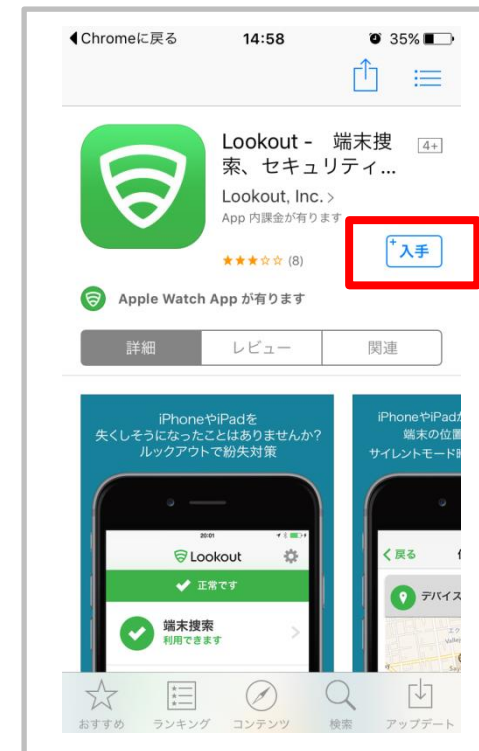 Chromeに戻る 14:58 35%
Lookout - 端末捜
索、セキュリティ...
4+
Lookout, Inc. >
App 内課金が有ります
+入手
★★★☆☆ (8)
Apple Watch App が有ります
詳細 レビュー 関連
iPhoneやiPadを
失くしそうになったことはありませんか?
ルックアウトで紛失対策
20:01
Lookout
正常です
端末捜索
利用できます
iPhoneやiPadが
端末の位置
サイレントモード時
戻る
デバイス
おすすめ ランキング コンテンツ 検索 アップデート